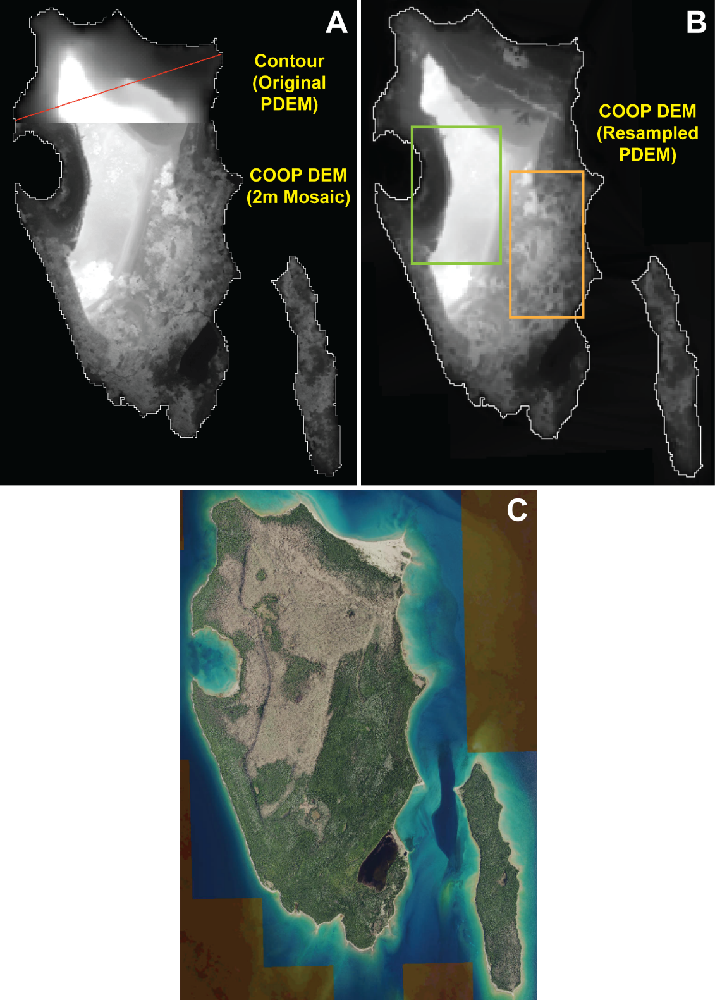 A
Contour
(Original
PDEM)
COOP DEM
(2m Mosaic)
B
COOP DEM
(Resampled
PDEM)
C